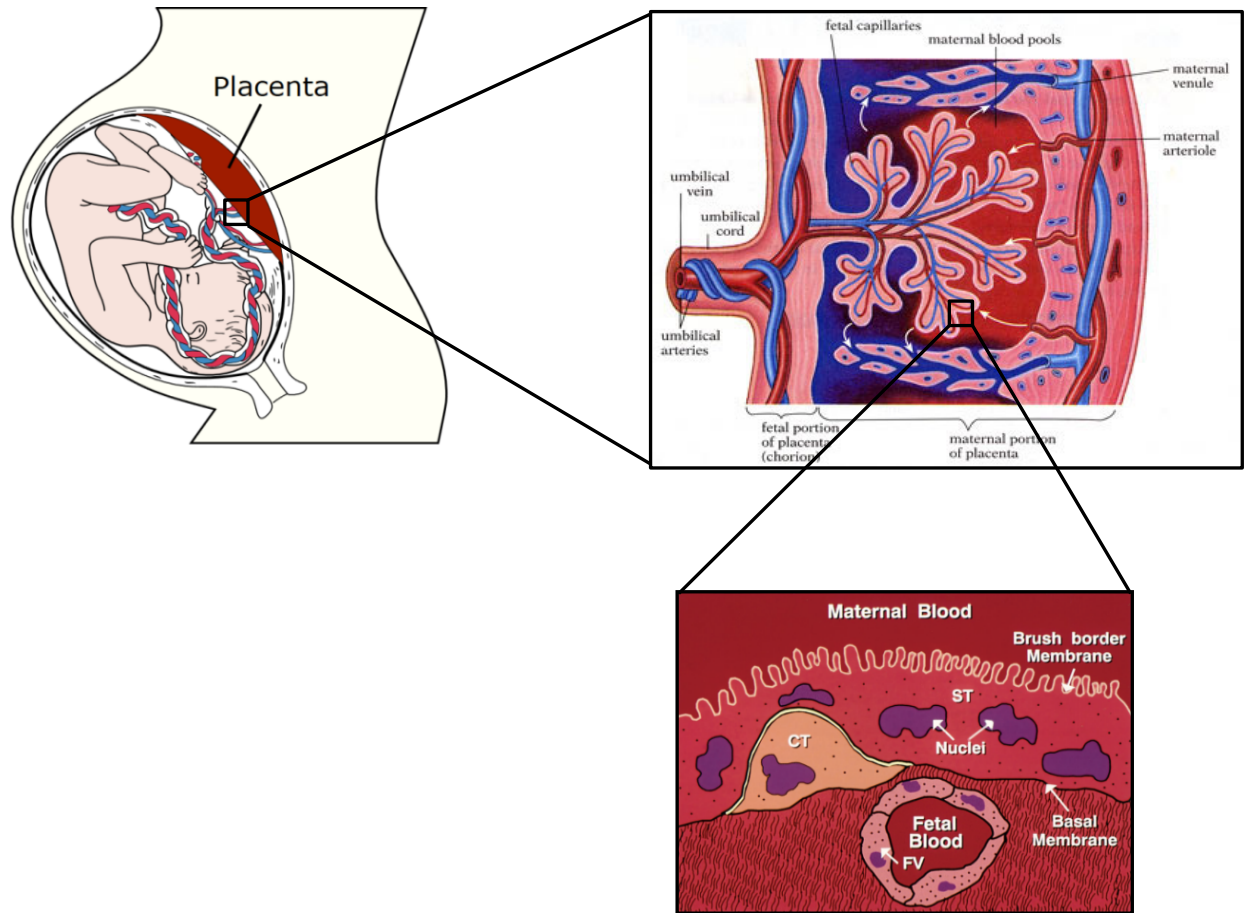 Placenta
fetal capillaries
maternal blood pools
maternal
venule
maternal
arteriole
umbilical
vein
umbilical
cord
umbilical
arteries
fetal portion
of placenta
(chorion)
maternal portion
of placenta
Maternal Blood
Brush border
Membrane
ST
Nuclei
CT
Basal
Membrane
Fetal
Blood
FV